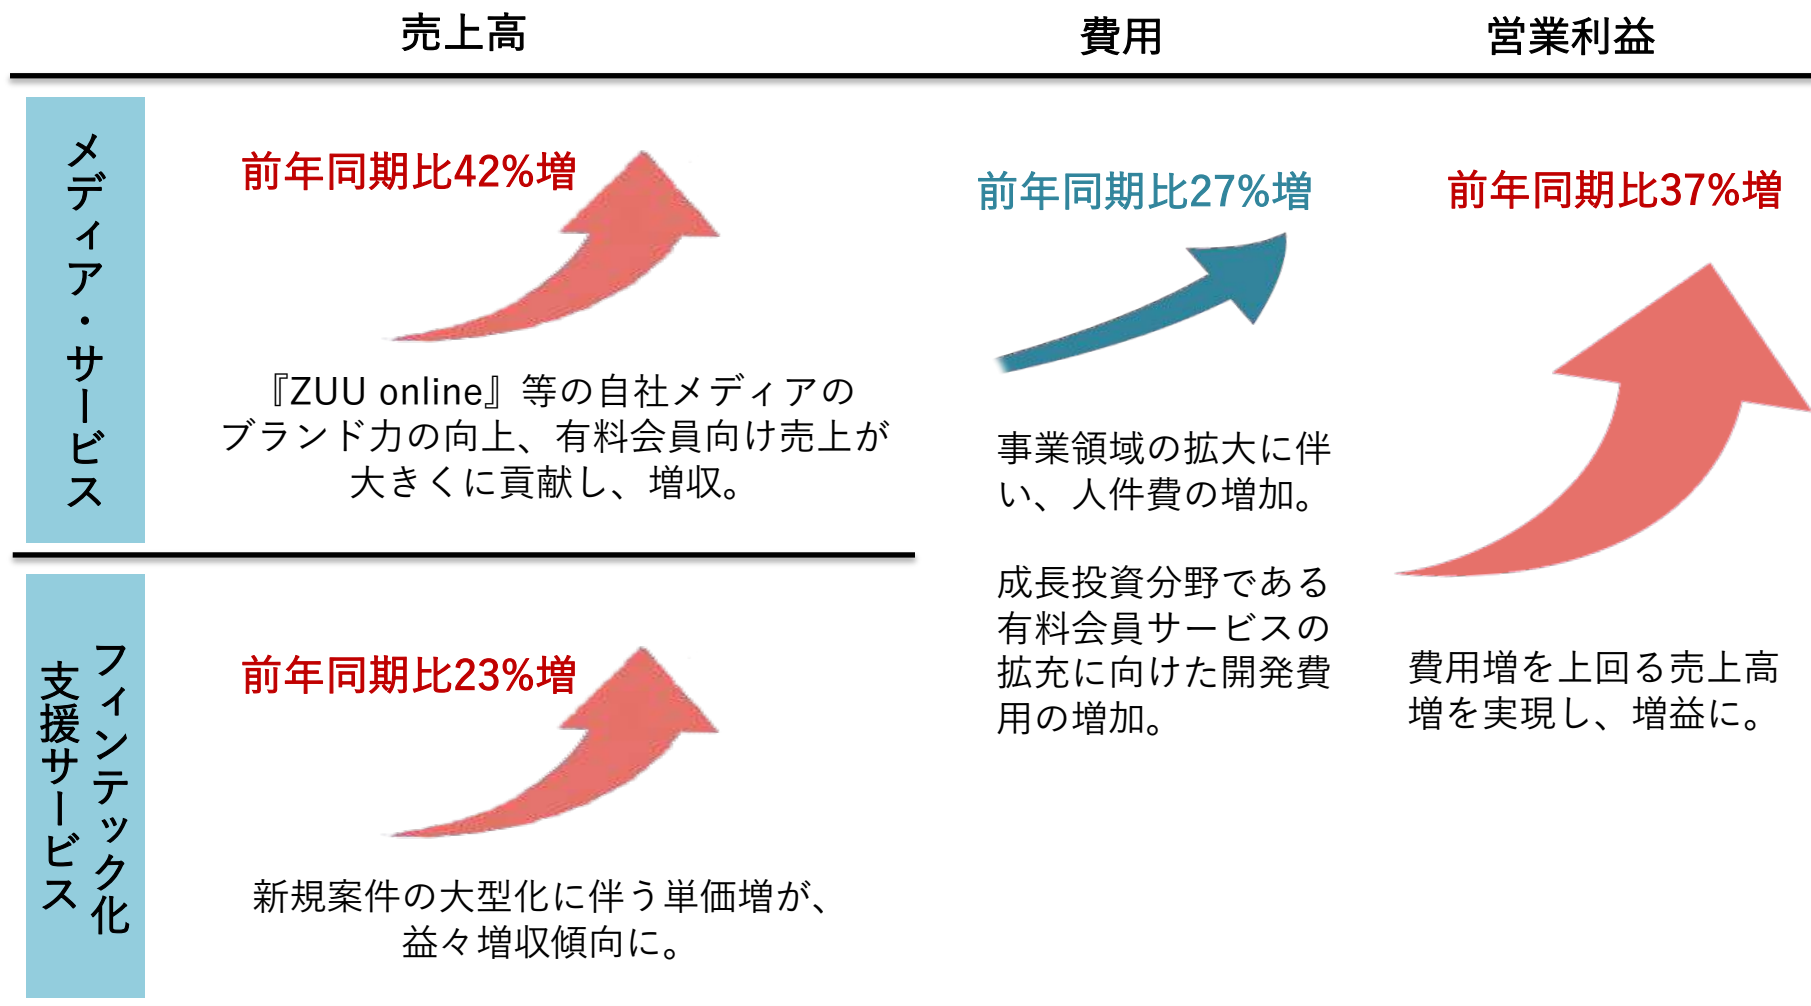 売上高
費用
営業利益
メディア・サービス
前年同期比42%増
『ZUU online』等の自社メディアの
ブランド力の向上、有料会員向け売上が
大きくに貢献し、増収。
フィンテック化
支援サービス
前年同期比23%増
新規案件の大型化に伴う単価増が、
益々増収傾向に。
前年同期比27%増
事業領域の拡大に伴
い、人件費の増加。
成長投資分野である
有料会員サービスの
拡充に向けた開発費
用の増加。
前年同期比37%増
費用増を上回る売上高
増を実現し、増益に。